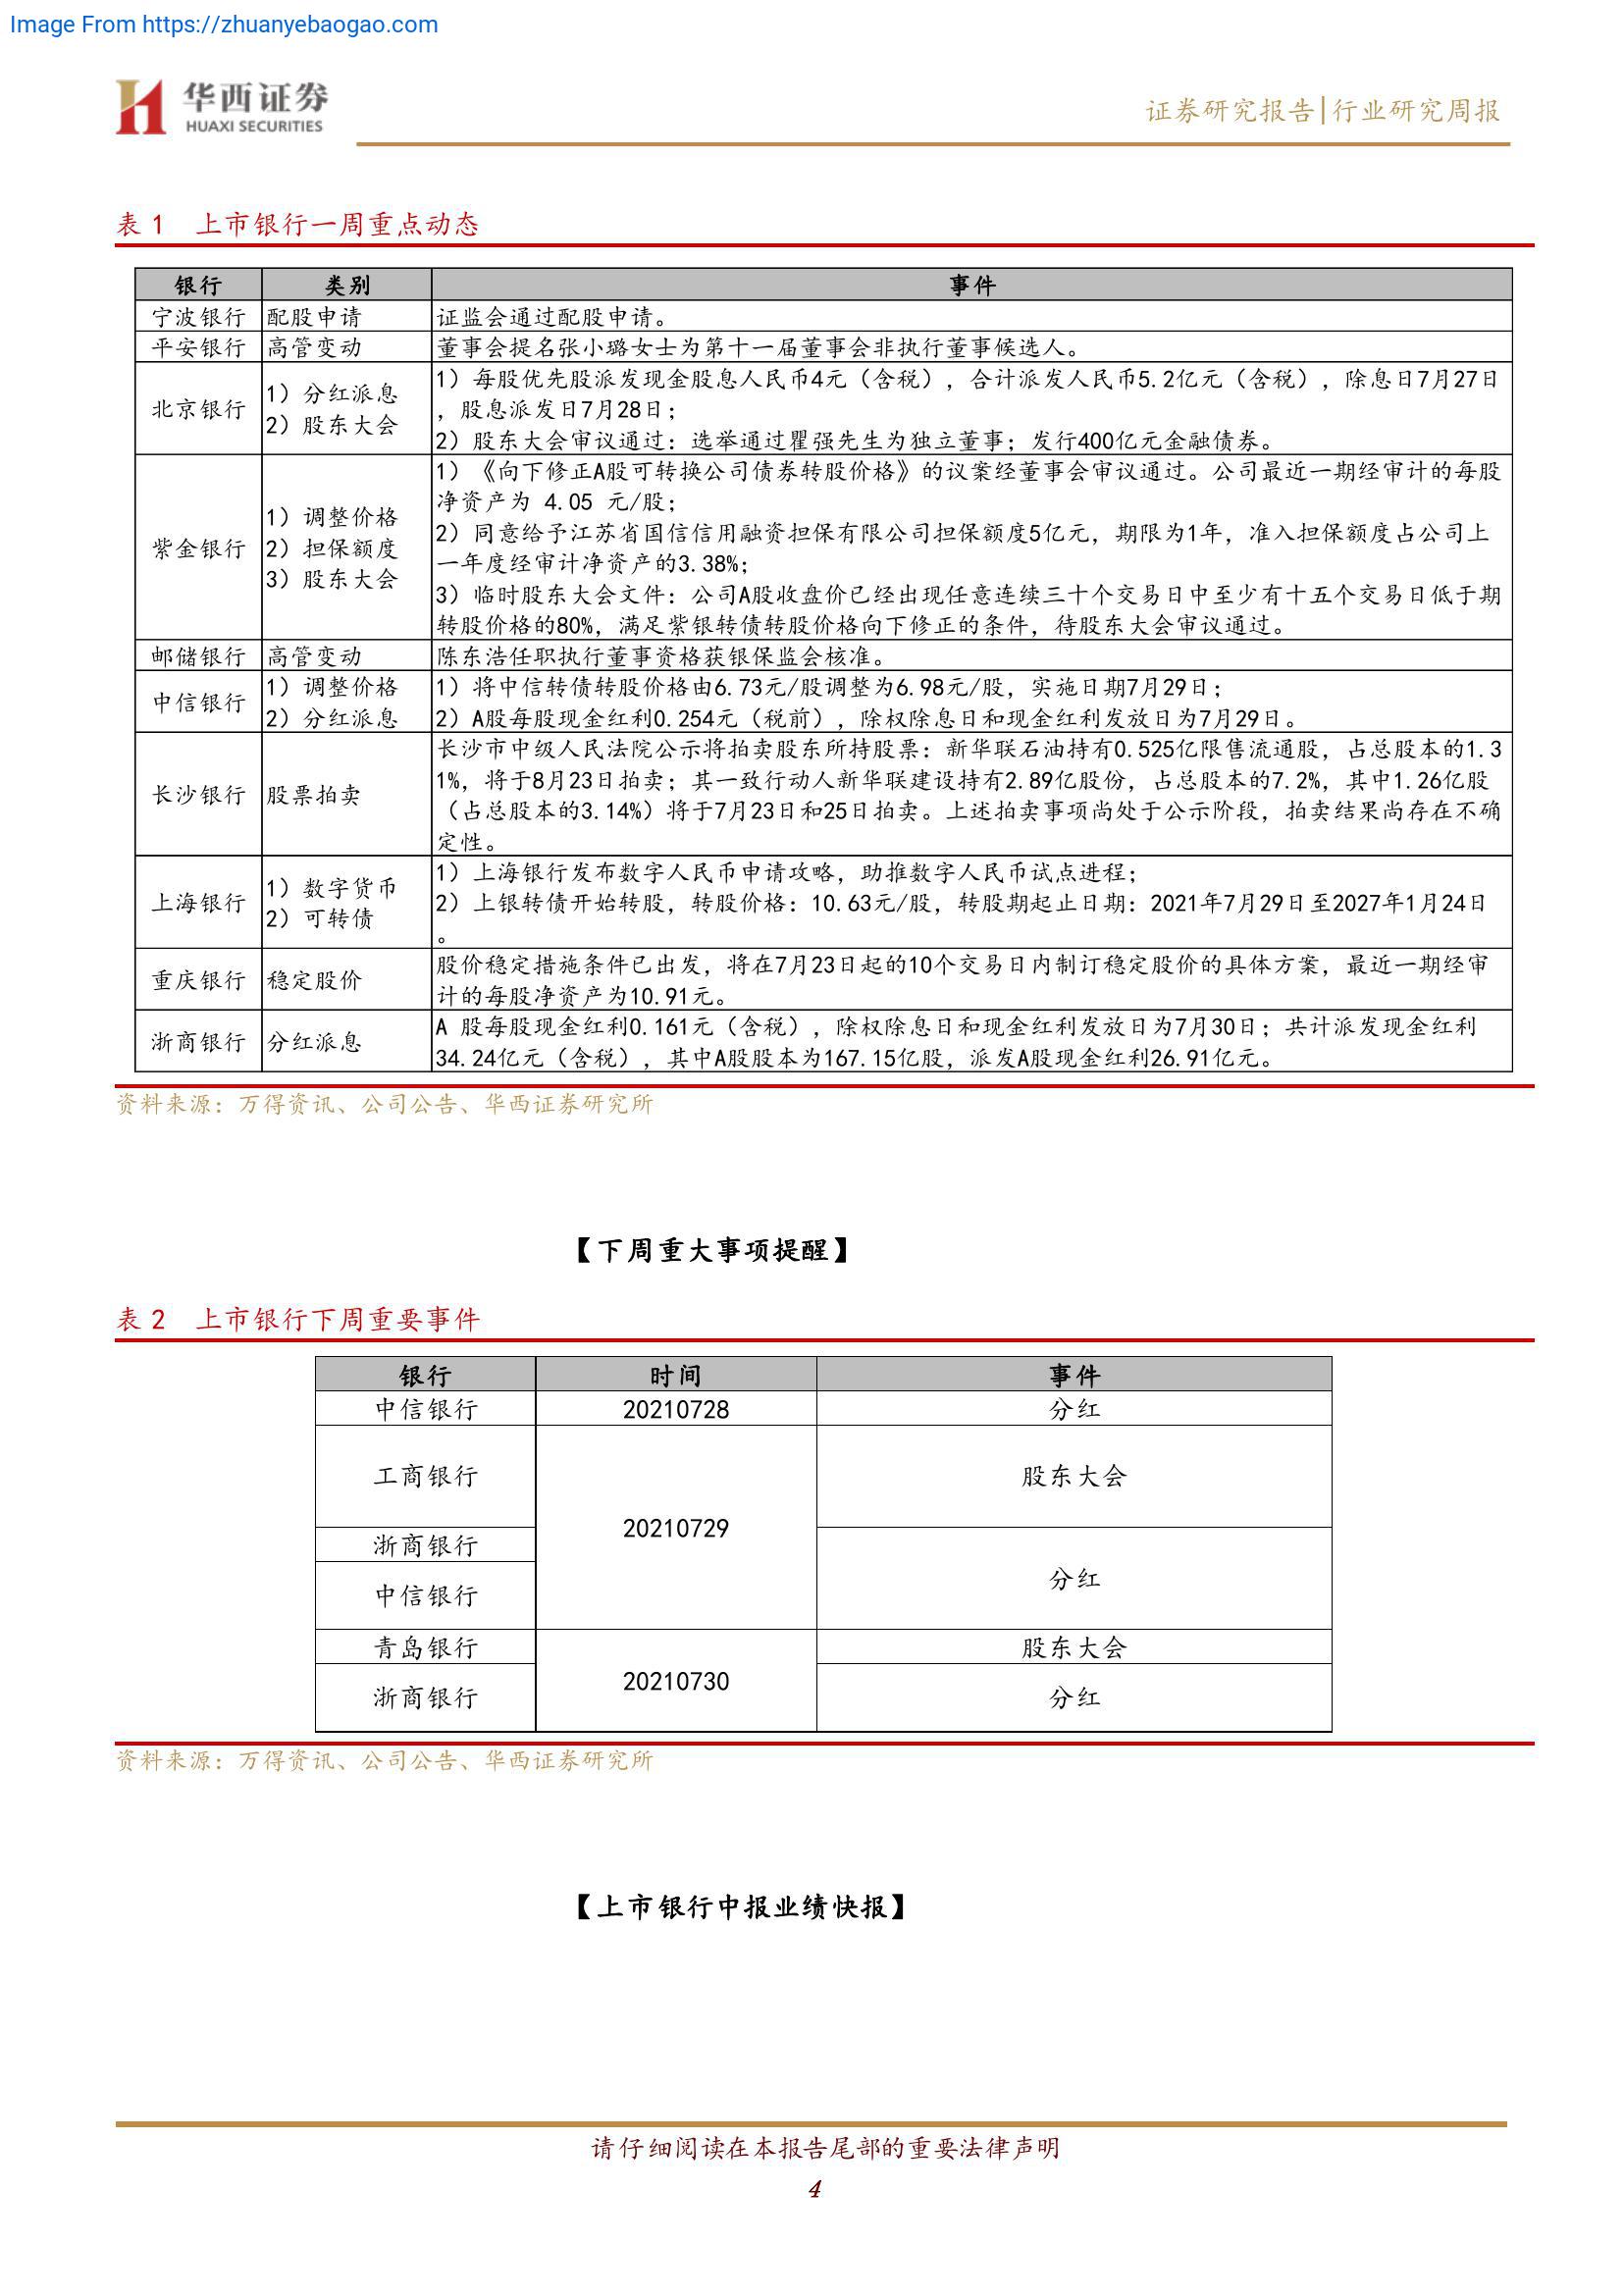 Image From https://zhuanyebaogao.com
华西证券
HUAXI SECURITIES
证券研究报告|行业研究周报
表 1 上市银行一周重点动态
银行 类别 事件
宁波银行 配股申请 证监会通过配股申请。
平安银行 高管变动 董事会提名张小璐女士为第十一届董事会非执行董事候选人。
北京银行
1）分红派息
2）股东大会
1）每股优先股派发现金股息人民币4元（含税），合计派发人民币5.2亿元（含税），除息日7月27日
，股息派发日7月28日；
2）股东大会审议通过：选举通过瞿强先生为独立董事；发行400亿元金融债券。
紫金银行
1）调整价格
2）担保额度
3）股东大会
1）《向下修正A股可转换公司债券转股价格》的议案经董事会审议通过。公司最近一期经审计的每股
净资产为 4.05 元/股；
2）同意给予江苏省国信信用融资担保有限公司担保额度5亿元，期限为1年，准入担保额度占公司上
一年度经审计净资产的3.38%；
3）临时股东大会文件：公司A股收盘价已经出现任意连续三十个交易日中至少有十五个交易日低于期
转股价格的80%，满足紫银转债转股价格向下修正的条件，待股东大会审议通过。
邮储银行 高管变动 陈东浩任职执行董事资格获银保监会核准。
中信银行
1）调整价格
2）分红派息
1）将中信转债转股价格由6.73元/股调整为6.98元/股，实施日期7月29日；
2）A股每股现金红利0.254元（税前），除权除息日和现金红利发放日为7月29日。
长沙银行 股票拍卖
长沙市中级人民法院公示将拍卖股东所持股票：新华联石油持有0.525亿限售流通股，占总股本的1.3
1%，将于8月23日拍卖；其一致行动人新华联建设持有2.89亿股份，占总股本的7.2%，其中1.26亿股
（占总股本的3.14%）将于7月23日和25日拍卖。上述拍卖事项尚处于公示阶段，拍卖结果尚存在不确
定性。
上海银行
1）数字货币
2）可转债
1）上海银行发布数字人民币申请攻略，助推数字人民币试点进程；
2）上银转债开始转股，转股价格：10.63元/股，转股期起止日期：2021年7月29日至2027年1月24日
。
重庆银行 稳定股价
股价稳定措施条件已出发，将在7月23日起的10个交易日内制订稳定股价的具体方案，最近一期经审
计的每股净资产为10.91元。
浙商银行 分红派息
A 股每股现金红利0.161元（含税），除权除息日和现金红利发放日为7月30日；共计派发现金红利
34.24亿元（含税），其中A股股本为167.15亿股，派发A股现金红利26.91亿元。
资料来源：万得资讯、公司公告、华西证券研究所
【下周重大事项提醒】
表 2 上市银行下周重要事件
银行 时间 事件
中信银行 20210728 分红
工商银行 20210729 股东大会
浙商银行
中信银行 分红
青岛银行 20210730 股东大会
浙商银行 分红
资料来源：万得资讯、公司公告、华西证券研究所
【上市银行中报业绩快报】
请仔细阅读在本报告尾部的重要法律声明
4